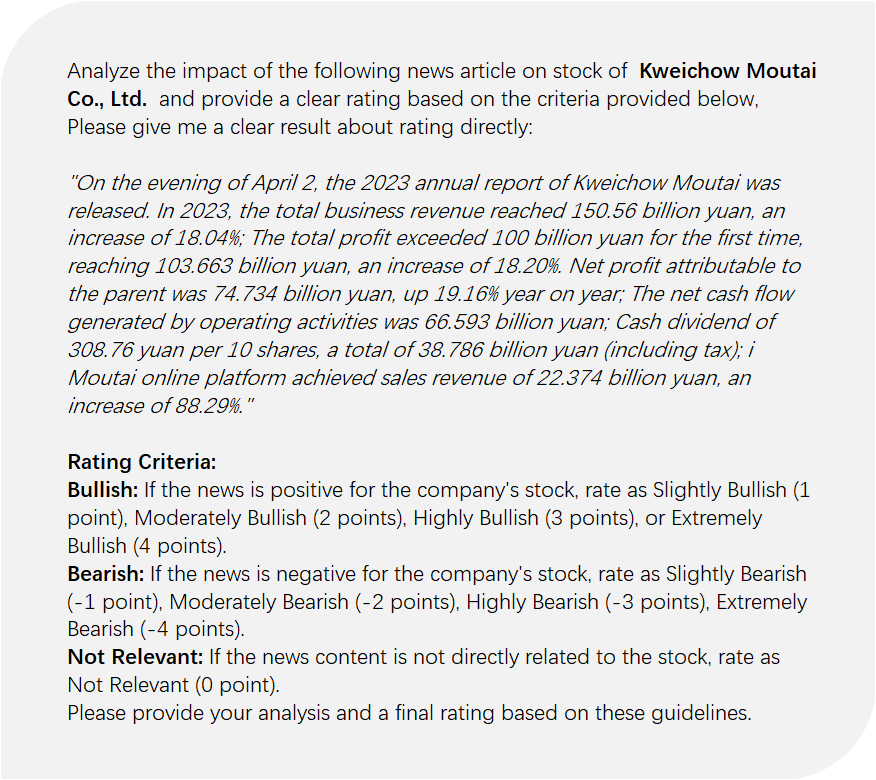 Analyze the impact of the following news article on stock of Kweichow Moutai
Co., Ltd. and provide a clear rating based on the criteria provided below,
Please give me a clear result about rating directly:
"On the evening of April 2, the 2023 annual report of Kweichow Moutai was
released. In 2023, the total business revenue reached 150.56 billion yuan, an
increase of 18.04%; The total profit exceeded 100 billion yuan for the first time,
reaching 103.663 billion yuan, an increase of 18.20%. Net profit attributable to
the parent was 74.734 billion yuan, up 19.16% year on year; The net cash flow
generated by operating activities was 66.593 billion yuan; Cash dividend of
308.76 yuan per 10 shares, a total of 38.786 billion yuan (including tax); i
Moutai online platform achieved sales revenue of 22.374 billion yuan, an
increase of 88.29%."
Rating Criteria:
Bullish: If the news is positive for the company's stock, rate as Slightly Bullish (1
point), Moderately Bullish (2 points), Highly Bullish (3 points), or Extremely
Bullish (4 points).
Bearish: If the news is negative for the company's stock, rate as Slightly Bearish
(-1 point), Moderately Bearish (-2 points), Highly Bearish (-3 points), Extremely
Bearish (-4 points).
Not Relevant: If the news content is not directly related to the stock, rate as
Not Relevant (0 point).
Please provide your analysis and a final rating based on these guidelines.